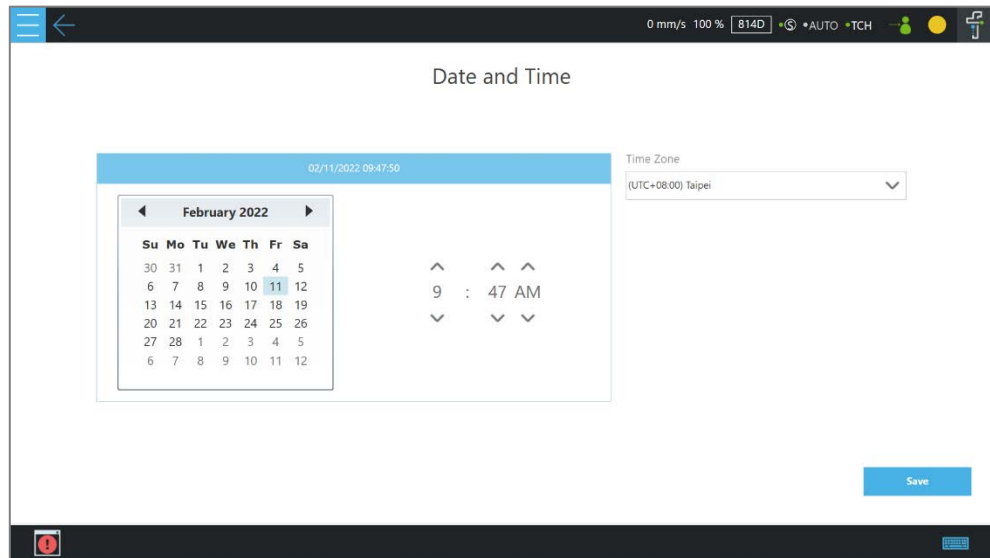 0 mm/s 100 % 814D •Ⓢ •AUTO •TCH
Date and Time
02/11/2022 09:47:50
Time Zone
(UTC+08:00) Taipei
February 2022
Su Mo Tu We Th Fr Sa
30 31 1 2 3 4 5
6 7 8 9 10 11 12
13 14 15 16 17 18 19
20 21 22 23 24 25 26
27 28 1 2 3 4 5
6 7 8 9 10 11 12
9 : 47 AM
Save